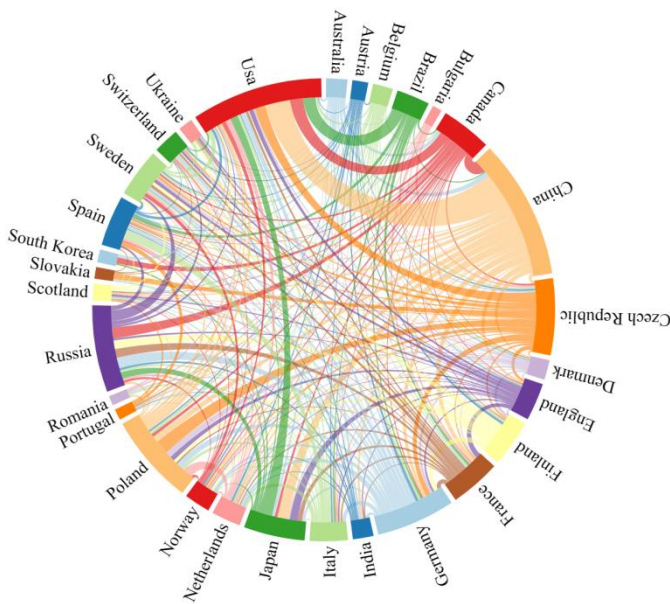 Usa
Australia
Austria
Belgium
Brazil
Bulgaria
Canada
China
Czech Republic
Denmark
England
Finland
France
Germany
India
Italy
Japan
Netherlands
Norway
Poland
Portugal
Romania
Russia
Scotland
Slovakia
South Korea
Spain
Sweden
Switzerland
Ukraine